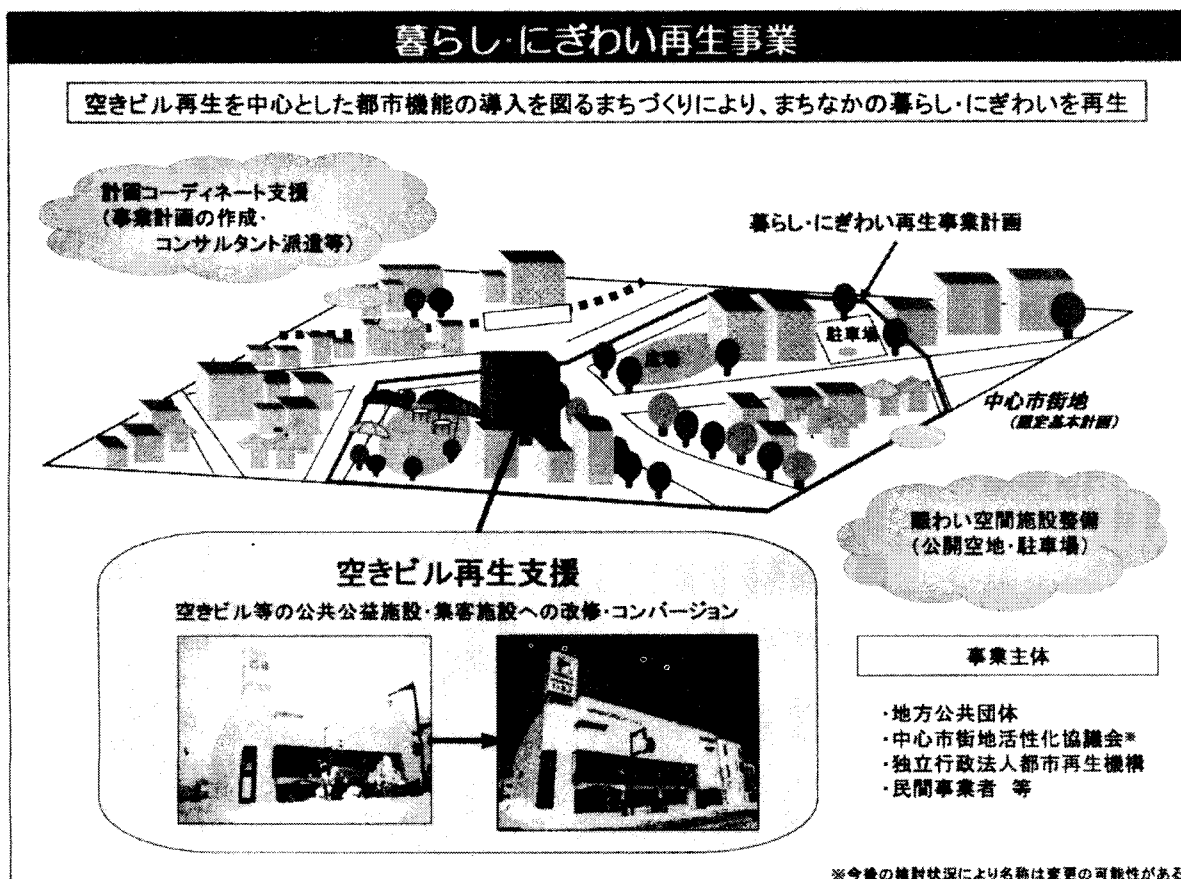 暮らし・にぎわい再生事業
空きビル再生を中心とした都市機能の導入を図るまちづくりにより、まちなかの暮らし・にぎわいを再生
計画コーディネート支援
（事業計画の作成・
コンサルタント派遣等）
暮らし・にぎわい再生事業計画
駐車場
広場
中心市街地
（認定基本計画）
賑わい空間施設整備
（公開空地・駐車場）
空きビル再生支援
空きビル等の公共公益施設・集客施設への改修・コンバージョン
事業主体
・地方公共団体
・中心市街地活性化協議会※
・独立行政法人都市再生機構
・民間事業者 等
※今後の検討状況により名称は変更の可能性がある